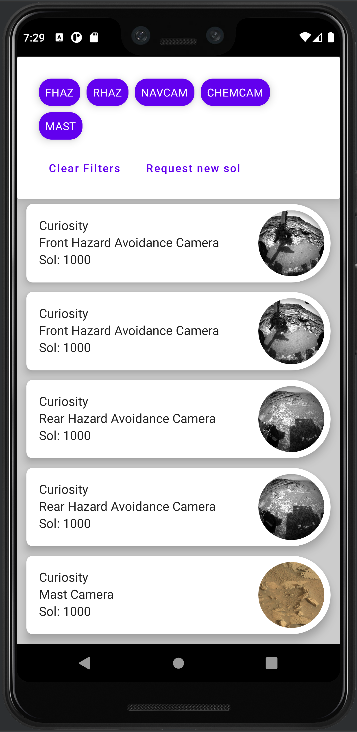 7:29
FHAZ RHAZ NAVCAM CHEMCAM
MAST
Clear Filters Request new sol
Curiosity
Front Hazard Avoidance Camera
Sol: 1000
Curiosity
Front Hazard Avoidance Camera
Sol: 1000
Curiosity
Rear Hazard Avoidance Camera
Sol: 1000
Curiosity
Rear Hazard Avoidance Camera
Sol: 1000
Curiosity
Mast Camera
Sol: 1000